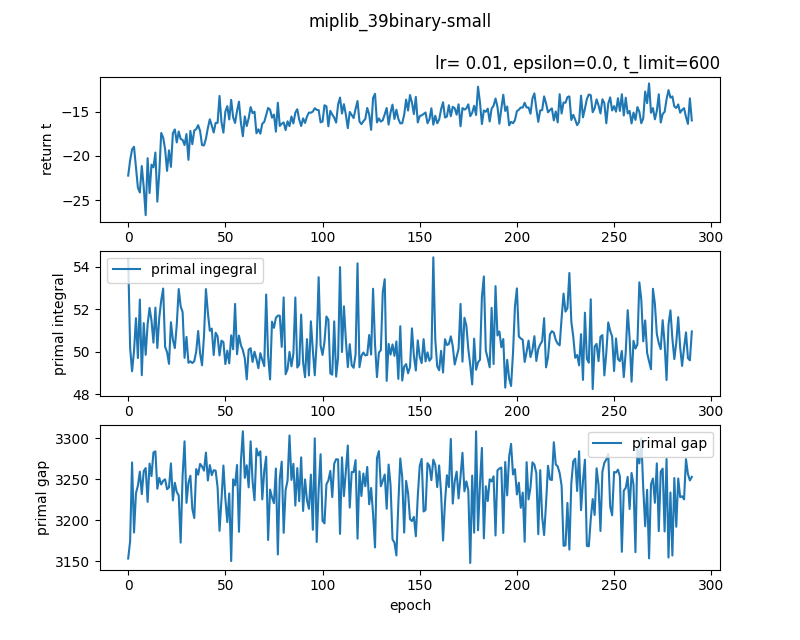 miplib_39binary-small
lr= 0.01, epsilon=0.0, t_limit=600
return t
−15
−20
−25
0 50 100 150 200 250 300
primal integral
primal ingegral
54
52
50
48
0 50 100 150 200 250 300
primal gap
primal gap
3300
3250
3200
3150
0 50 100 150 200 250 300
epoch